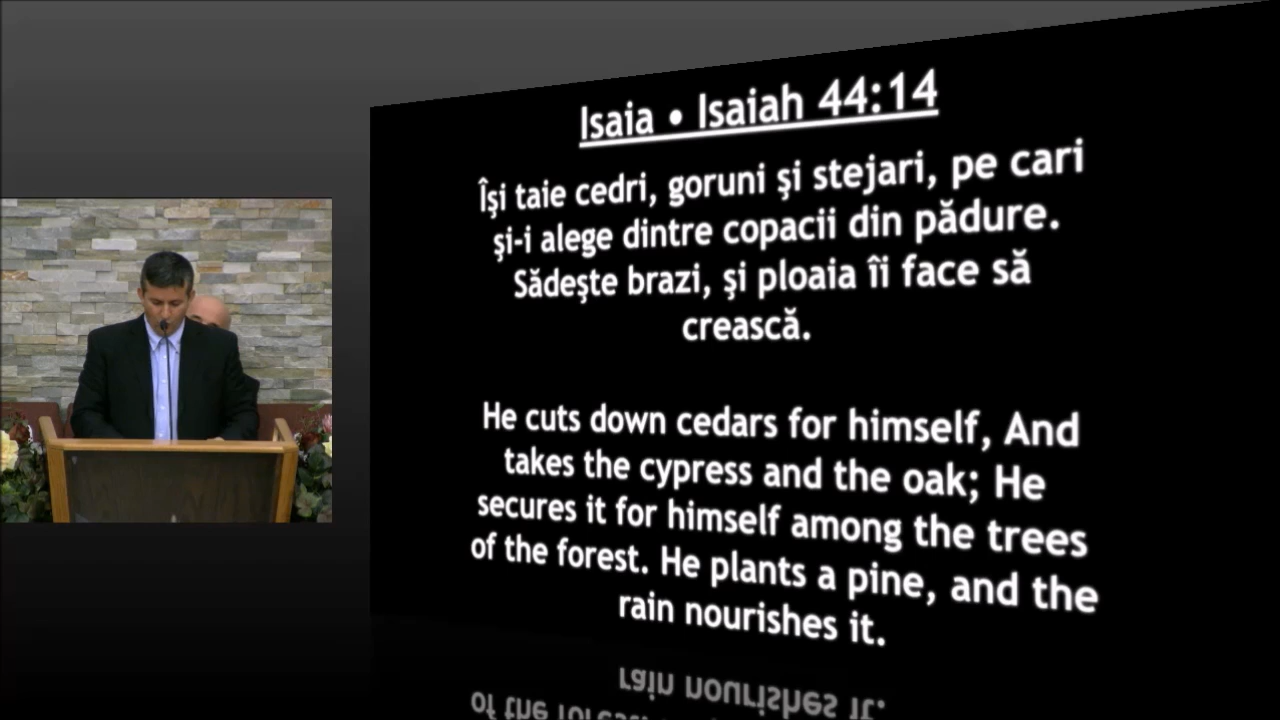 Isaia • Isaiah 44:14
Își taie cedri, goruni şi stejari, pe cari
şi-i alege dintre copacii din pădure.
Sădeşte brazi, şi ploaia îi face să
crească.
He cuts down cedars for himself, And
takes the cypress and the oak; He
secures it for himself among the trees
of the forest. He plants a pine, and the
rain nourishes it.